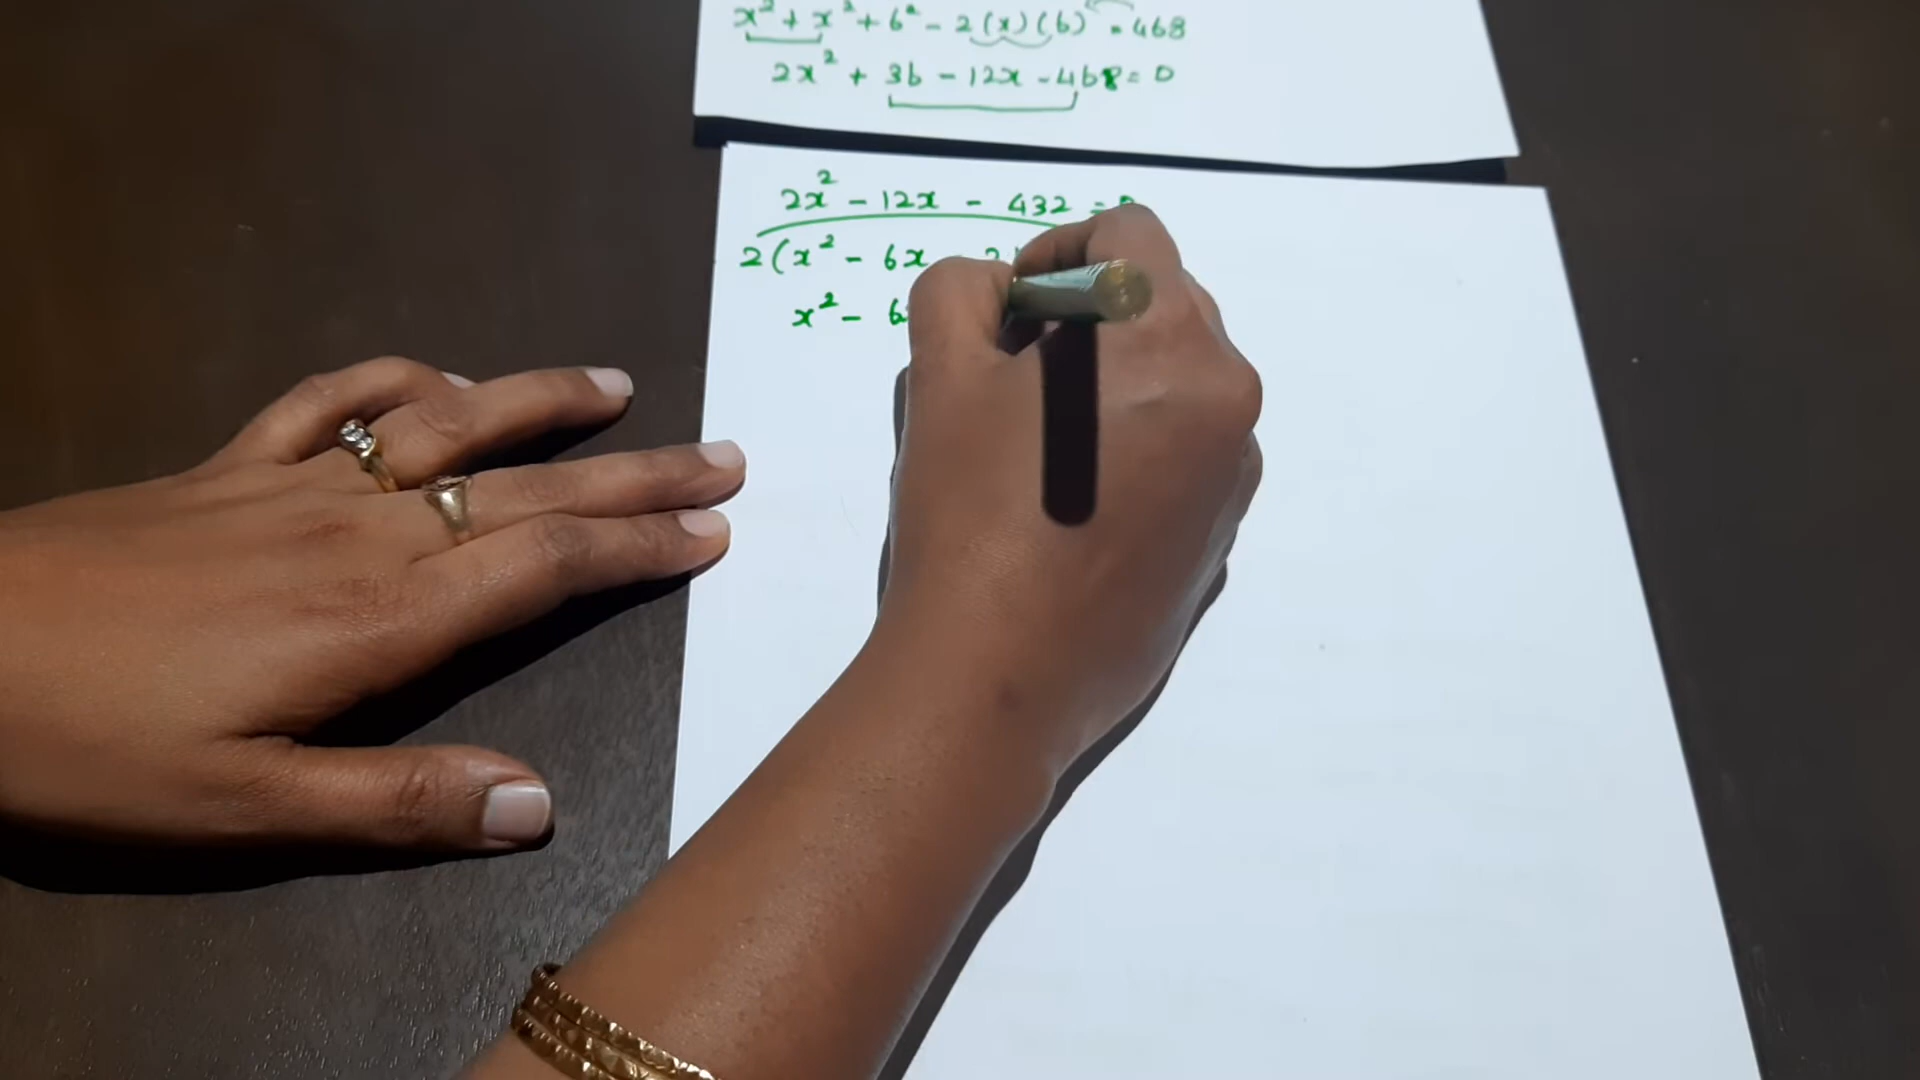 x² + x² + 6² - 2(x)(6) = 468
2x² + 36 - 12x - 468 = 0
2x² - 12x - 432 =
2(x² - 6x
x² - 6